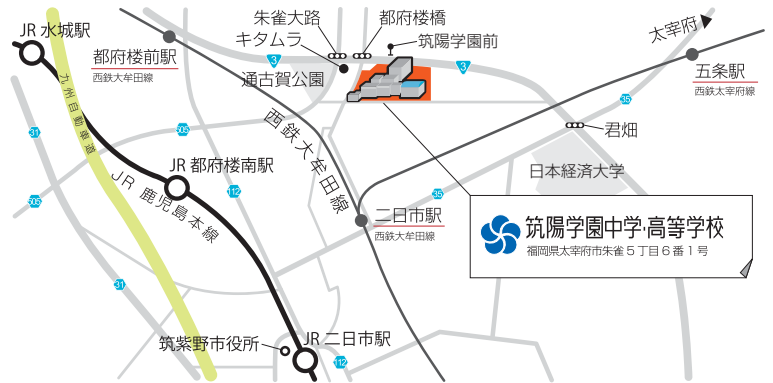 JR 水城駅
都府楼前駅
西鉄大牟田線
朱雀大路
都府楼橋
キタムラ
筑陽学園前
通古賀公園
3
3
太宰府
五条駅
西鉄太宰府線
九州自動車道
31
505
35
君畑
西鉄大牟田線
日本経済大学
JR 都府楼南駅
112
35
505
JR 鹿児島本線
二日市駅
西鉄大牟田線
筑陽学園中学・高等学校
福岡県太宰府市朱雀5丁目6番1号
31
筑紫野市役所
JR 二日市駅
112